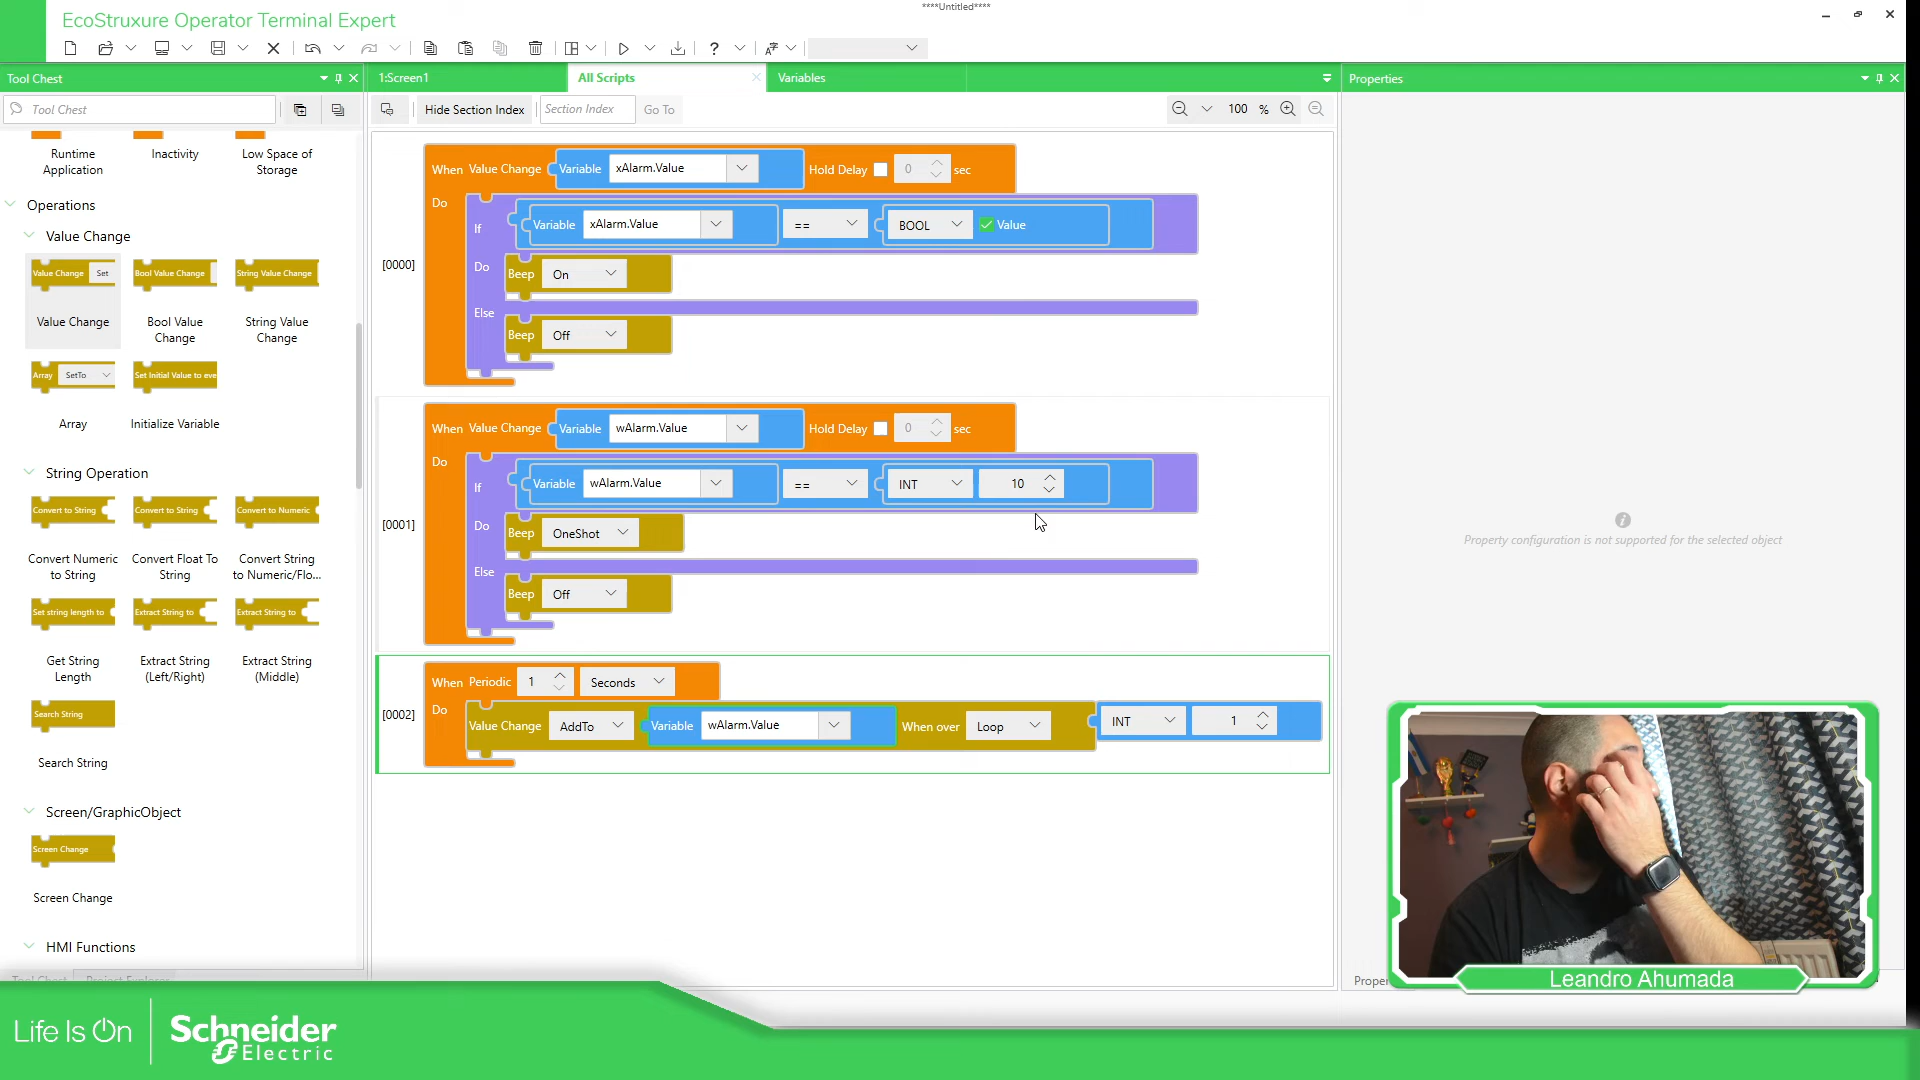 ****Untitled****
EcoStruxure Operator Terminal Expert
?
Tool Chest
1:Screen1
All Scripts
Variables
Properties
Tool Chest
Hide Section Index
Section Index
Go To
100 %
Runtime Application
Inactivity
Low Space of Storage
Operations
Value Change
Value Change Set
Bool Value Change
String Value Change
Value Change
Bool Value Change
String Value Change
Array SetTo
Set Initial Value to eve
Array
Initialize Variable
String Operation
Convert to String
Convert to String
Convert to Numeric
Convert Numeric to String
Convert Float To String
Convert String to Numeric/Flo...
Set string length to
Extract String to
Extract String to
Get String Length
Extract String (Left/Right)
Extract String (Middle)
Search String
Search String
Screen/GraphicObject
Screen Change
Screen Change
HMI Functions
Tool Chest
Project Explorer
[0000]
When Value Change Variable xAlarm.Value Hold Delay 0 sec
Do
If Variable xAlarm.Value == BOOL Value
Do Beep On
Else
Beep Off
[0001]
When Value Change Variable wAlarm.Value Hold Delay 0 sec
Do
If Variable wAlarm.Value == INT 10
Do Beep OneShot
Else
Beep Off
[0002]
When Periodic 1 Seconds
Do
Value Change AddTo Variable wAlarm.Value When over Loop INT 1
Property configuration is not supported for the selected object
Leandro Ahumada
Life Is On
Schneider
Electric